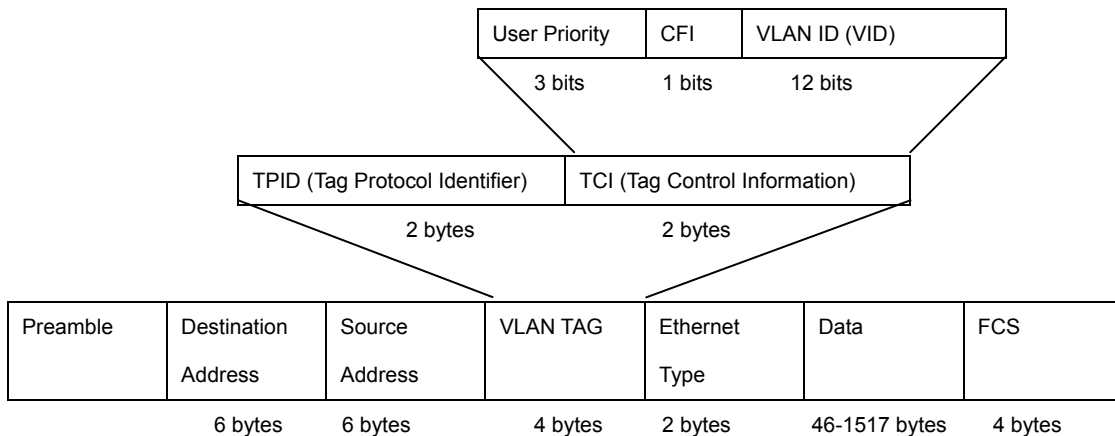 User Priority CFI VLAN ID (VID)
3 bits 1 bits 12 bits
TPID (Tag Protocol Identifier) TCI (Tag Control Information)
2 bytes 2 bytes
Preamble Destination Source VLAN TAG Ethernet Data FCS
Address Address Type
6 bytes 6 bytes 4 bytes 2 bytes 46-1517 bytes 4 bytes